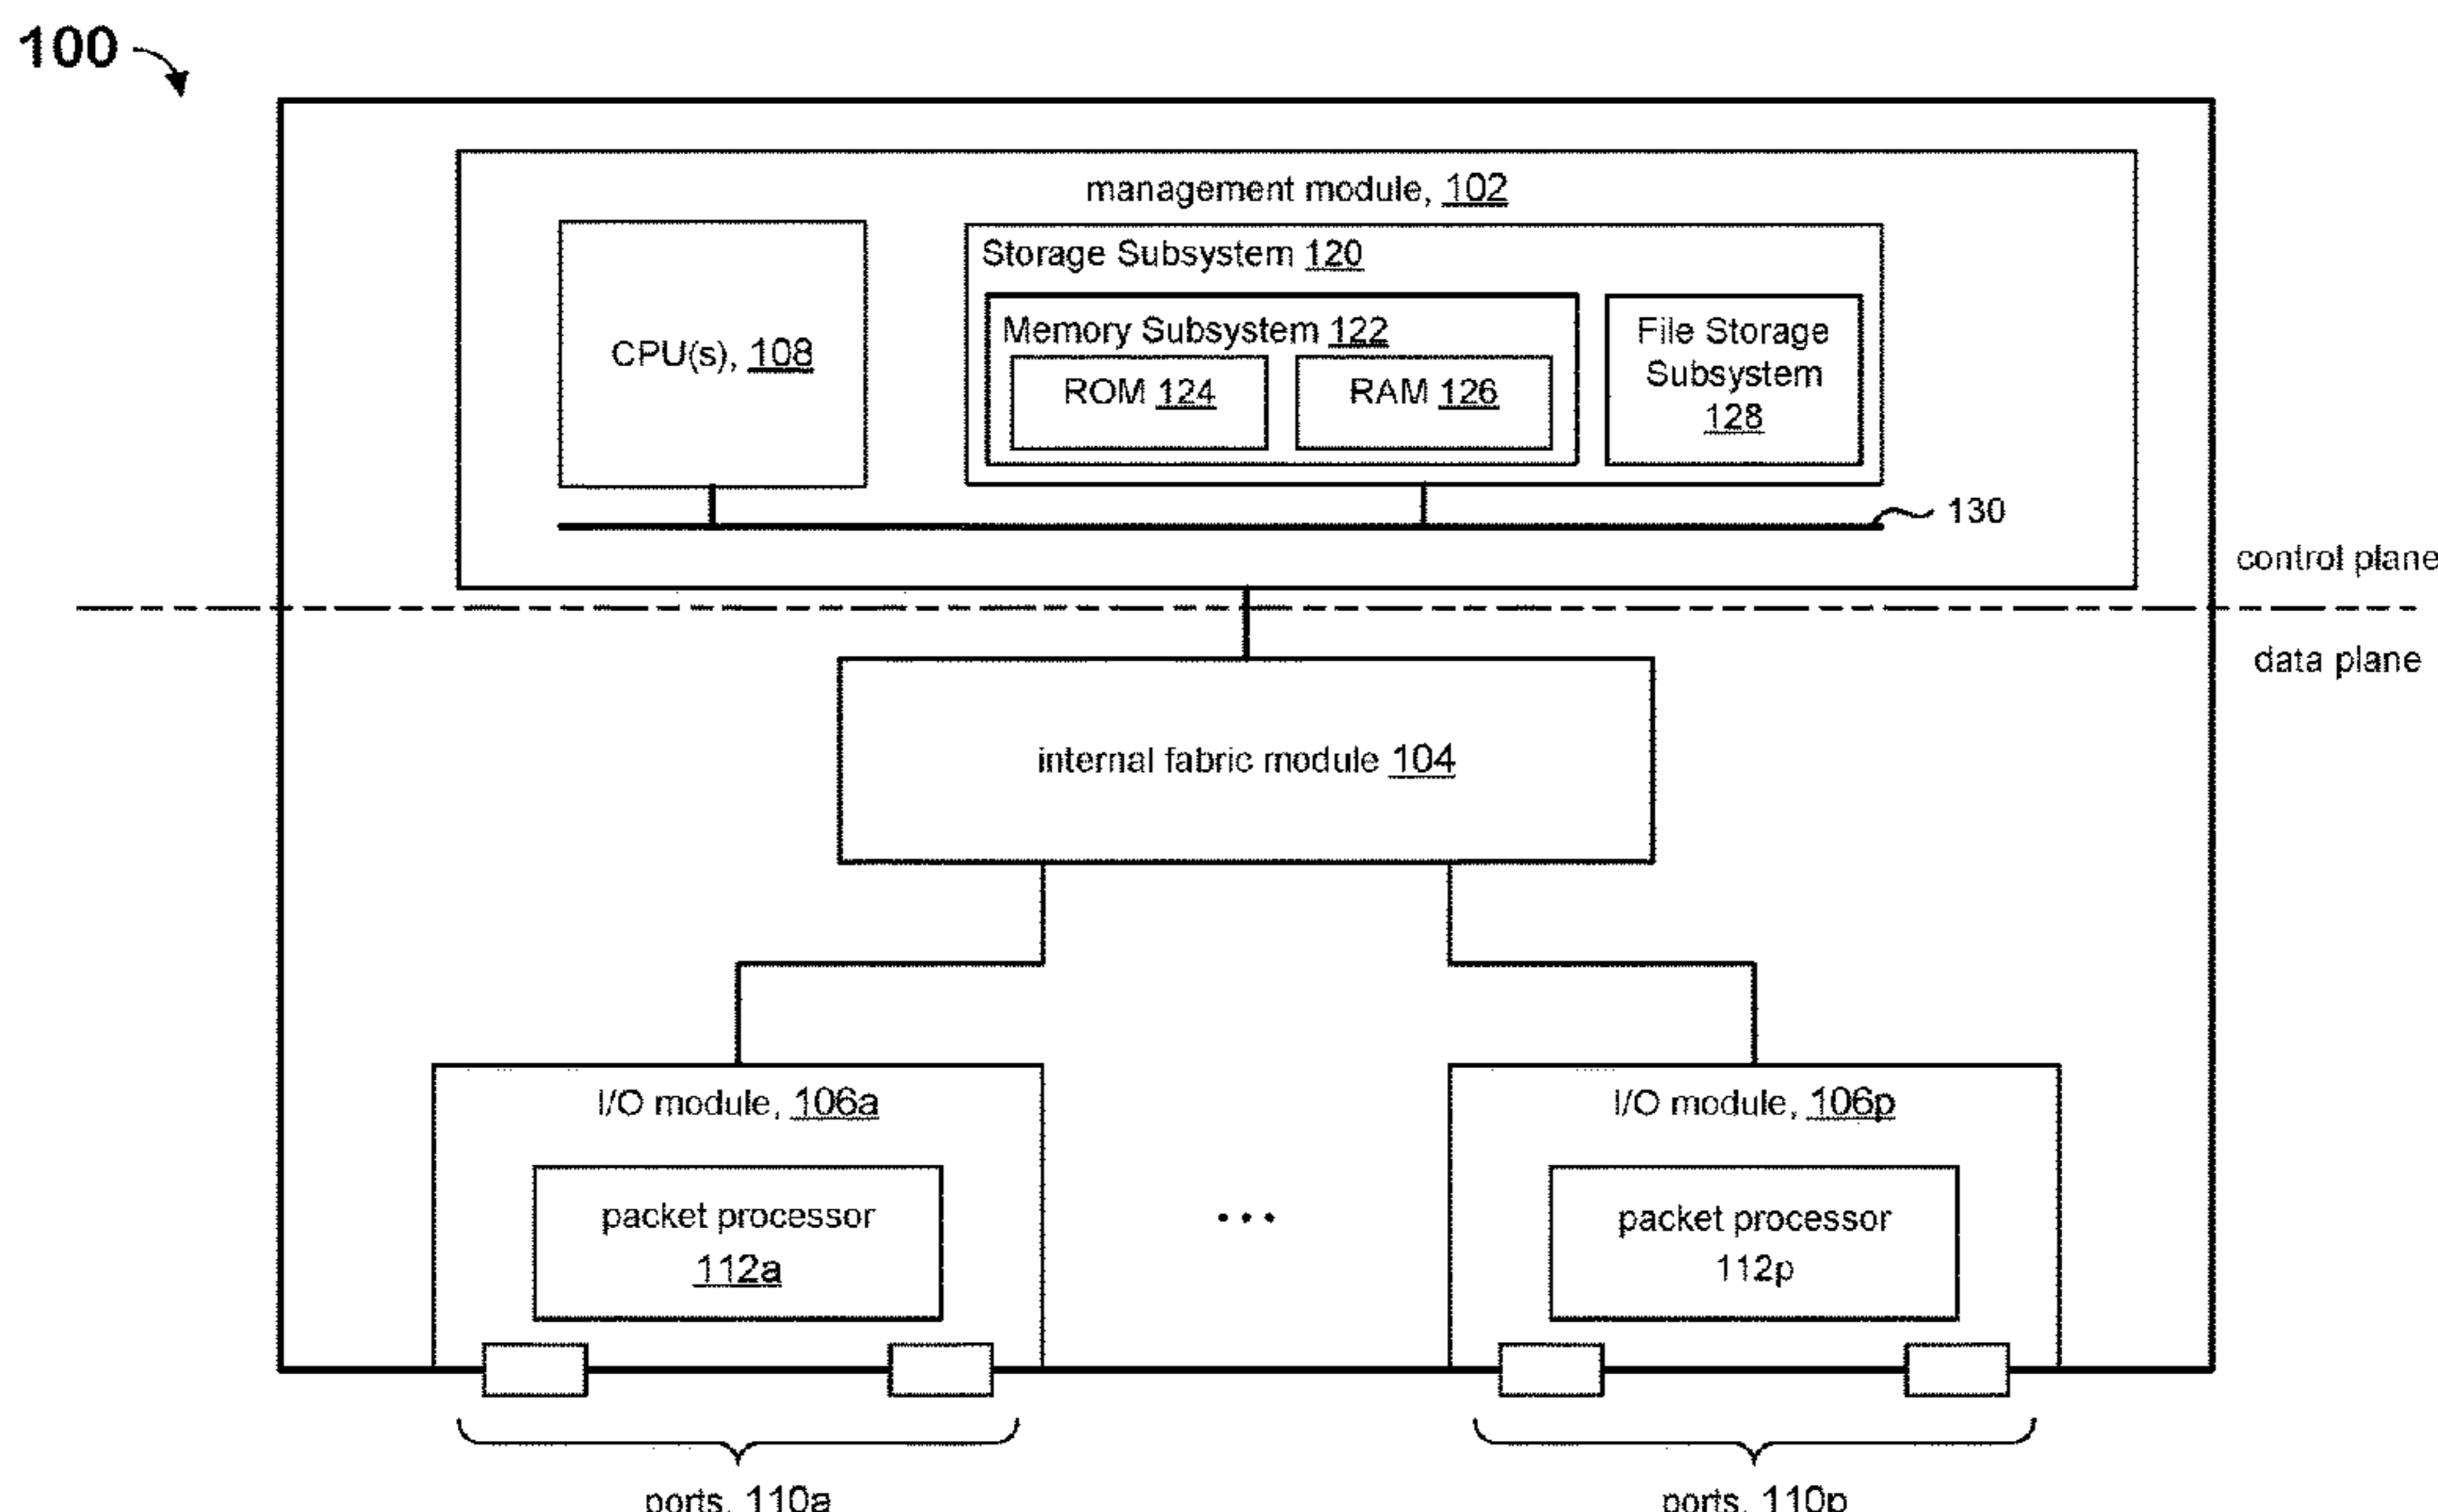 100
management module, 102
CPU(s), 108
Storage Subsystem 120
Memory Subsystem 122
ROM 124
RAM 126
File Storage
Subsystem
128
130
control plane
data plane
internal fabric module 104
I/O module, 106a
packet processor
112a
...
I/O module, 106p
packet processor
112p
ports, 110a
ports, 110p